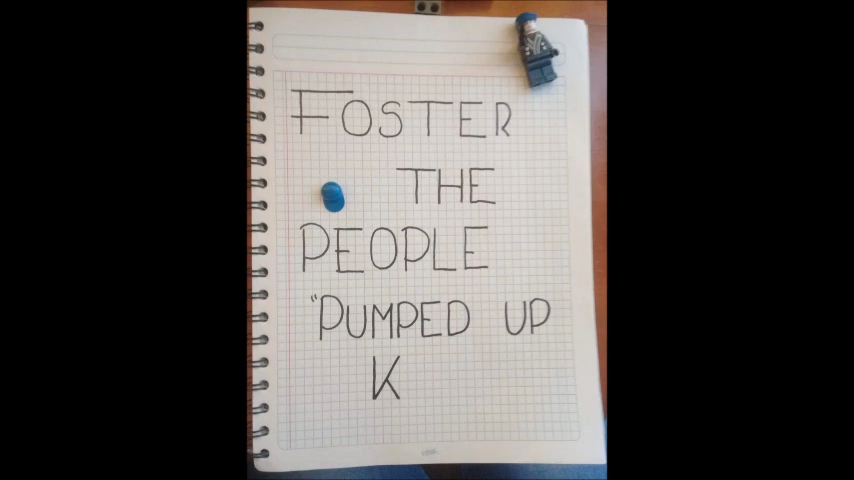 FOSTER
THE
PEOPLE
"PUMPED UP
K